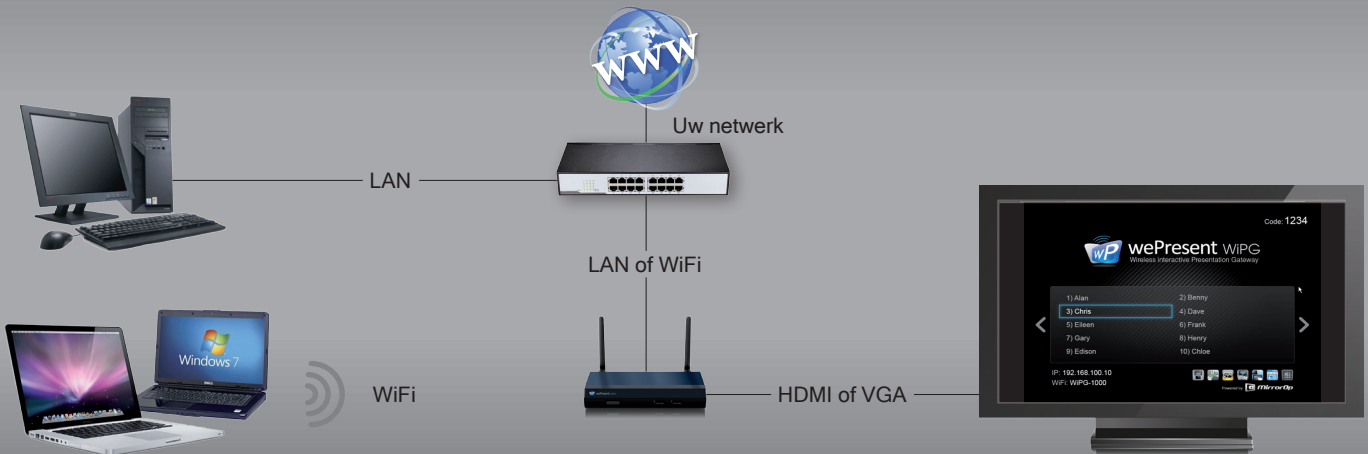 WWW
Uw netwerk
LAN
LAN of WiFi
Windows 7
WiFi
HDMI of VGA
Code: 1234
wP wePresent WiPG
Wireless interactive Presentation Gateway
1) Alan 2) Benny
3) Chris 4) Dave
5) Eileen 6) Frank
7) Gary 8) Henry
9) Edison 10) Chloe
IP: 192.168.100.10
WiFi: WiPG-1000
Powered by MirrorOp